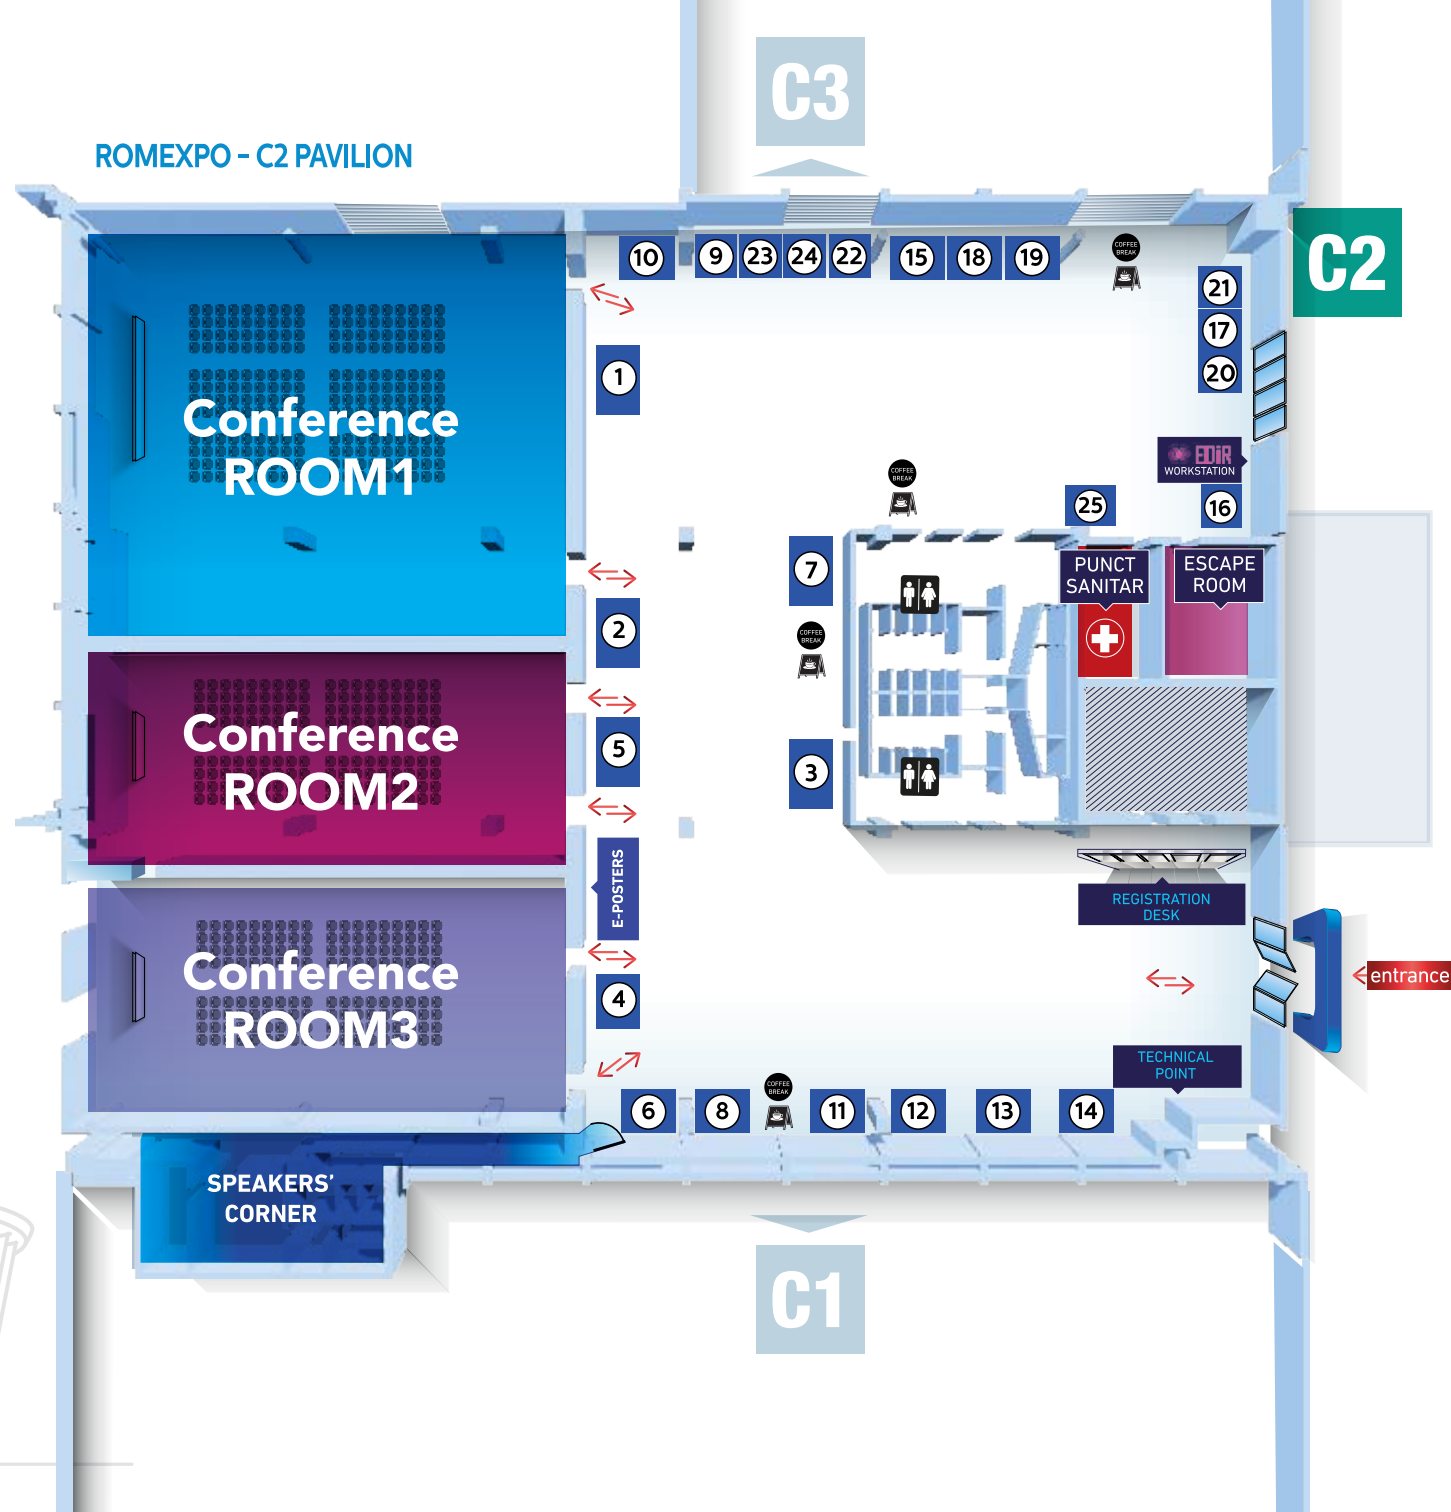 C3
ROMEXPO - C2 PAVILION
C2
10
9
23
24
22
15
18
19
COFFEE
BREAK
21
17
20
1
Conference
ROOM1
EDiR
WORKSTATION
COFFEE
BREAK
25
16
7
PUNCT
SANITAR
ESCAPE
ROOM
2
COFFEE
BREAK
Conference
ROOM2
5
3
E-POSTERS
REGISTRATION
DESK
Conference
ROOM3
4
entrance
TECHNICAL
POINT
6
8
COFFEE
BREAK
11
12
13
14
SPEAKERS'
CORNER
C1